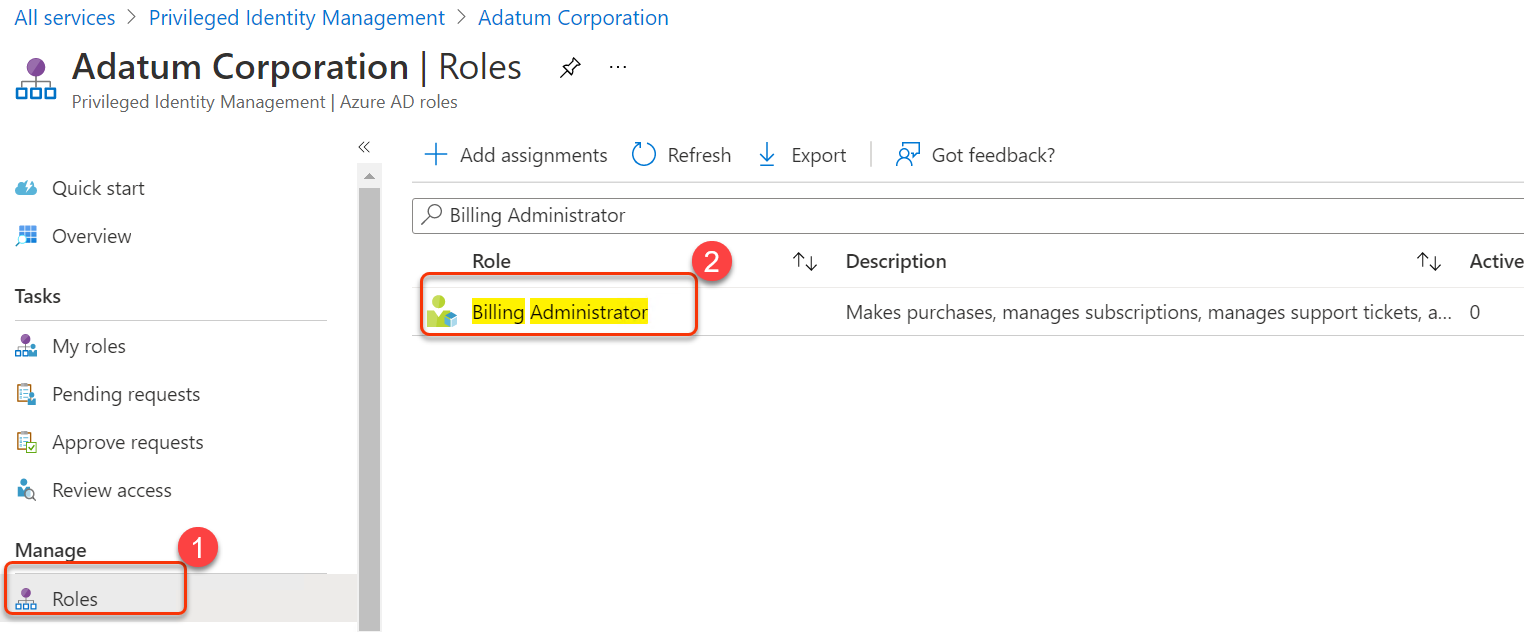 All services > Privileged Identity Management > Adatum Corporation
Adatum Corporation | Roles
Privileged Identity Management | Azure AD roles
Quick start
Overview
Tasks
My roles
Pending requests
Approve requests
Review access
Manage
1
Roles
Add assignments Refresh Export Got feedback?
Billing Administrator
Role Description Active
2
Billing Administrator Makes purchases, manages subscriptions, manages support tickets, a... 0